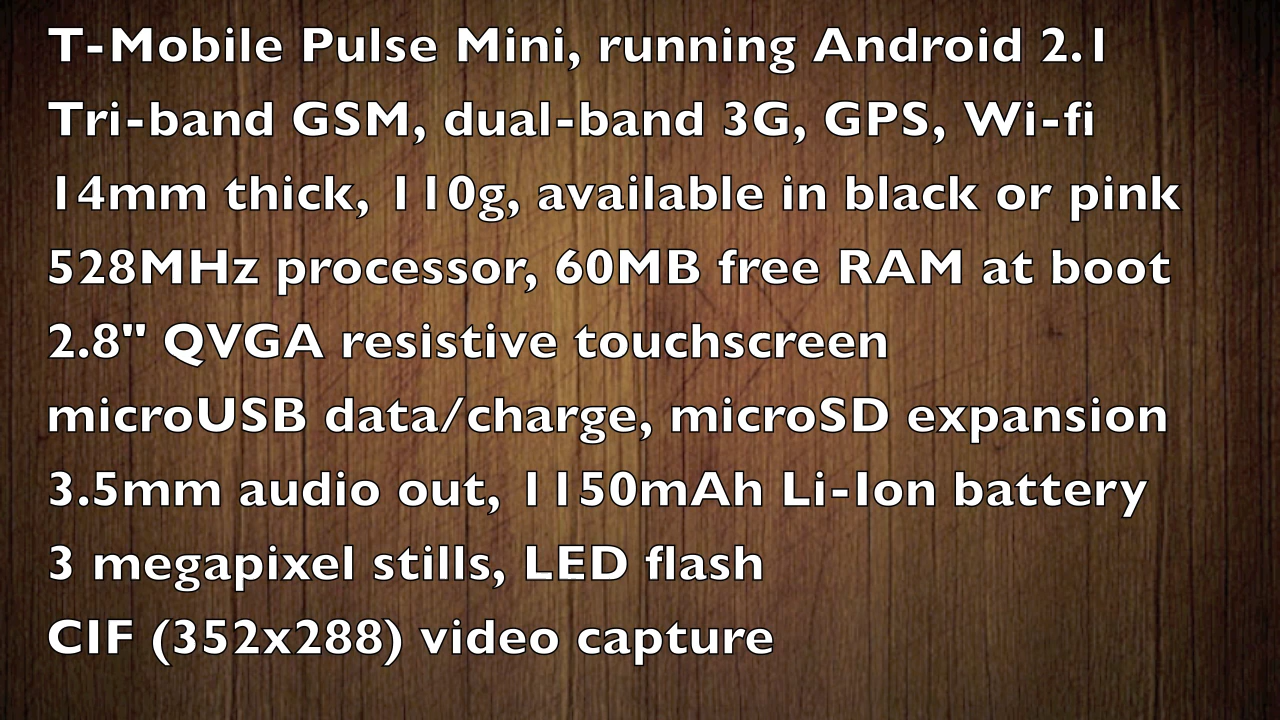 T-Mobile Pulse Mini, running Android 2.1
Tri-band GSM, dual-band 3G, GPS, Wi-fi
14mm thick, 110g, available in black or pink
528MHz processor, 60MB free RAM at boot
2.8" QVGA resistive touchscreen
microUSB data/charge, microSD expansion
3.5mm audio out, 1150mAh Li-Ion battery
3 megapixel stills, LED flash
CIF (352x288) video capture